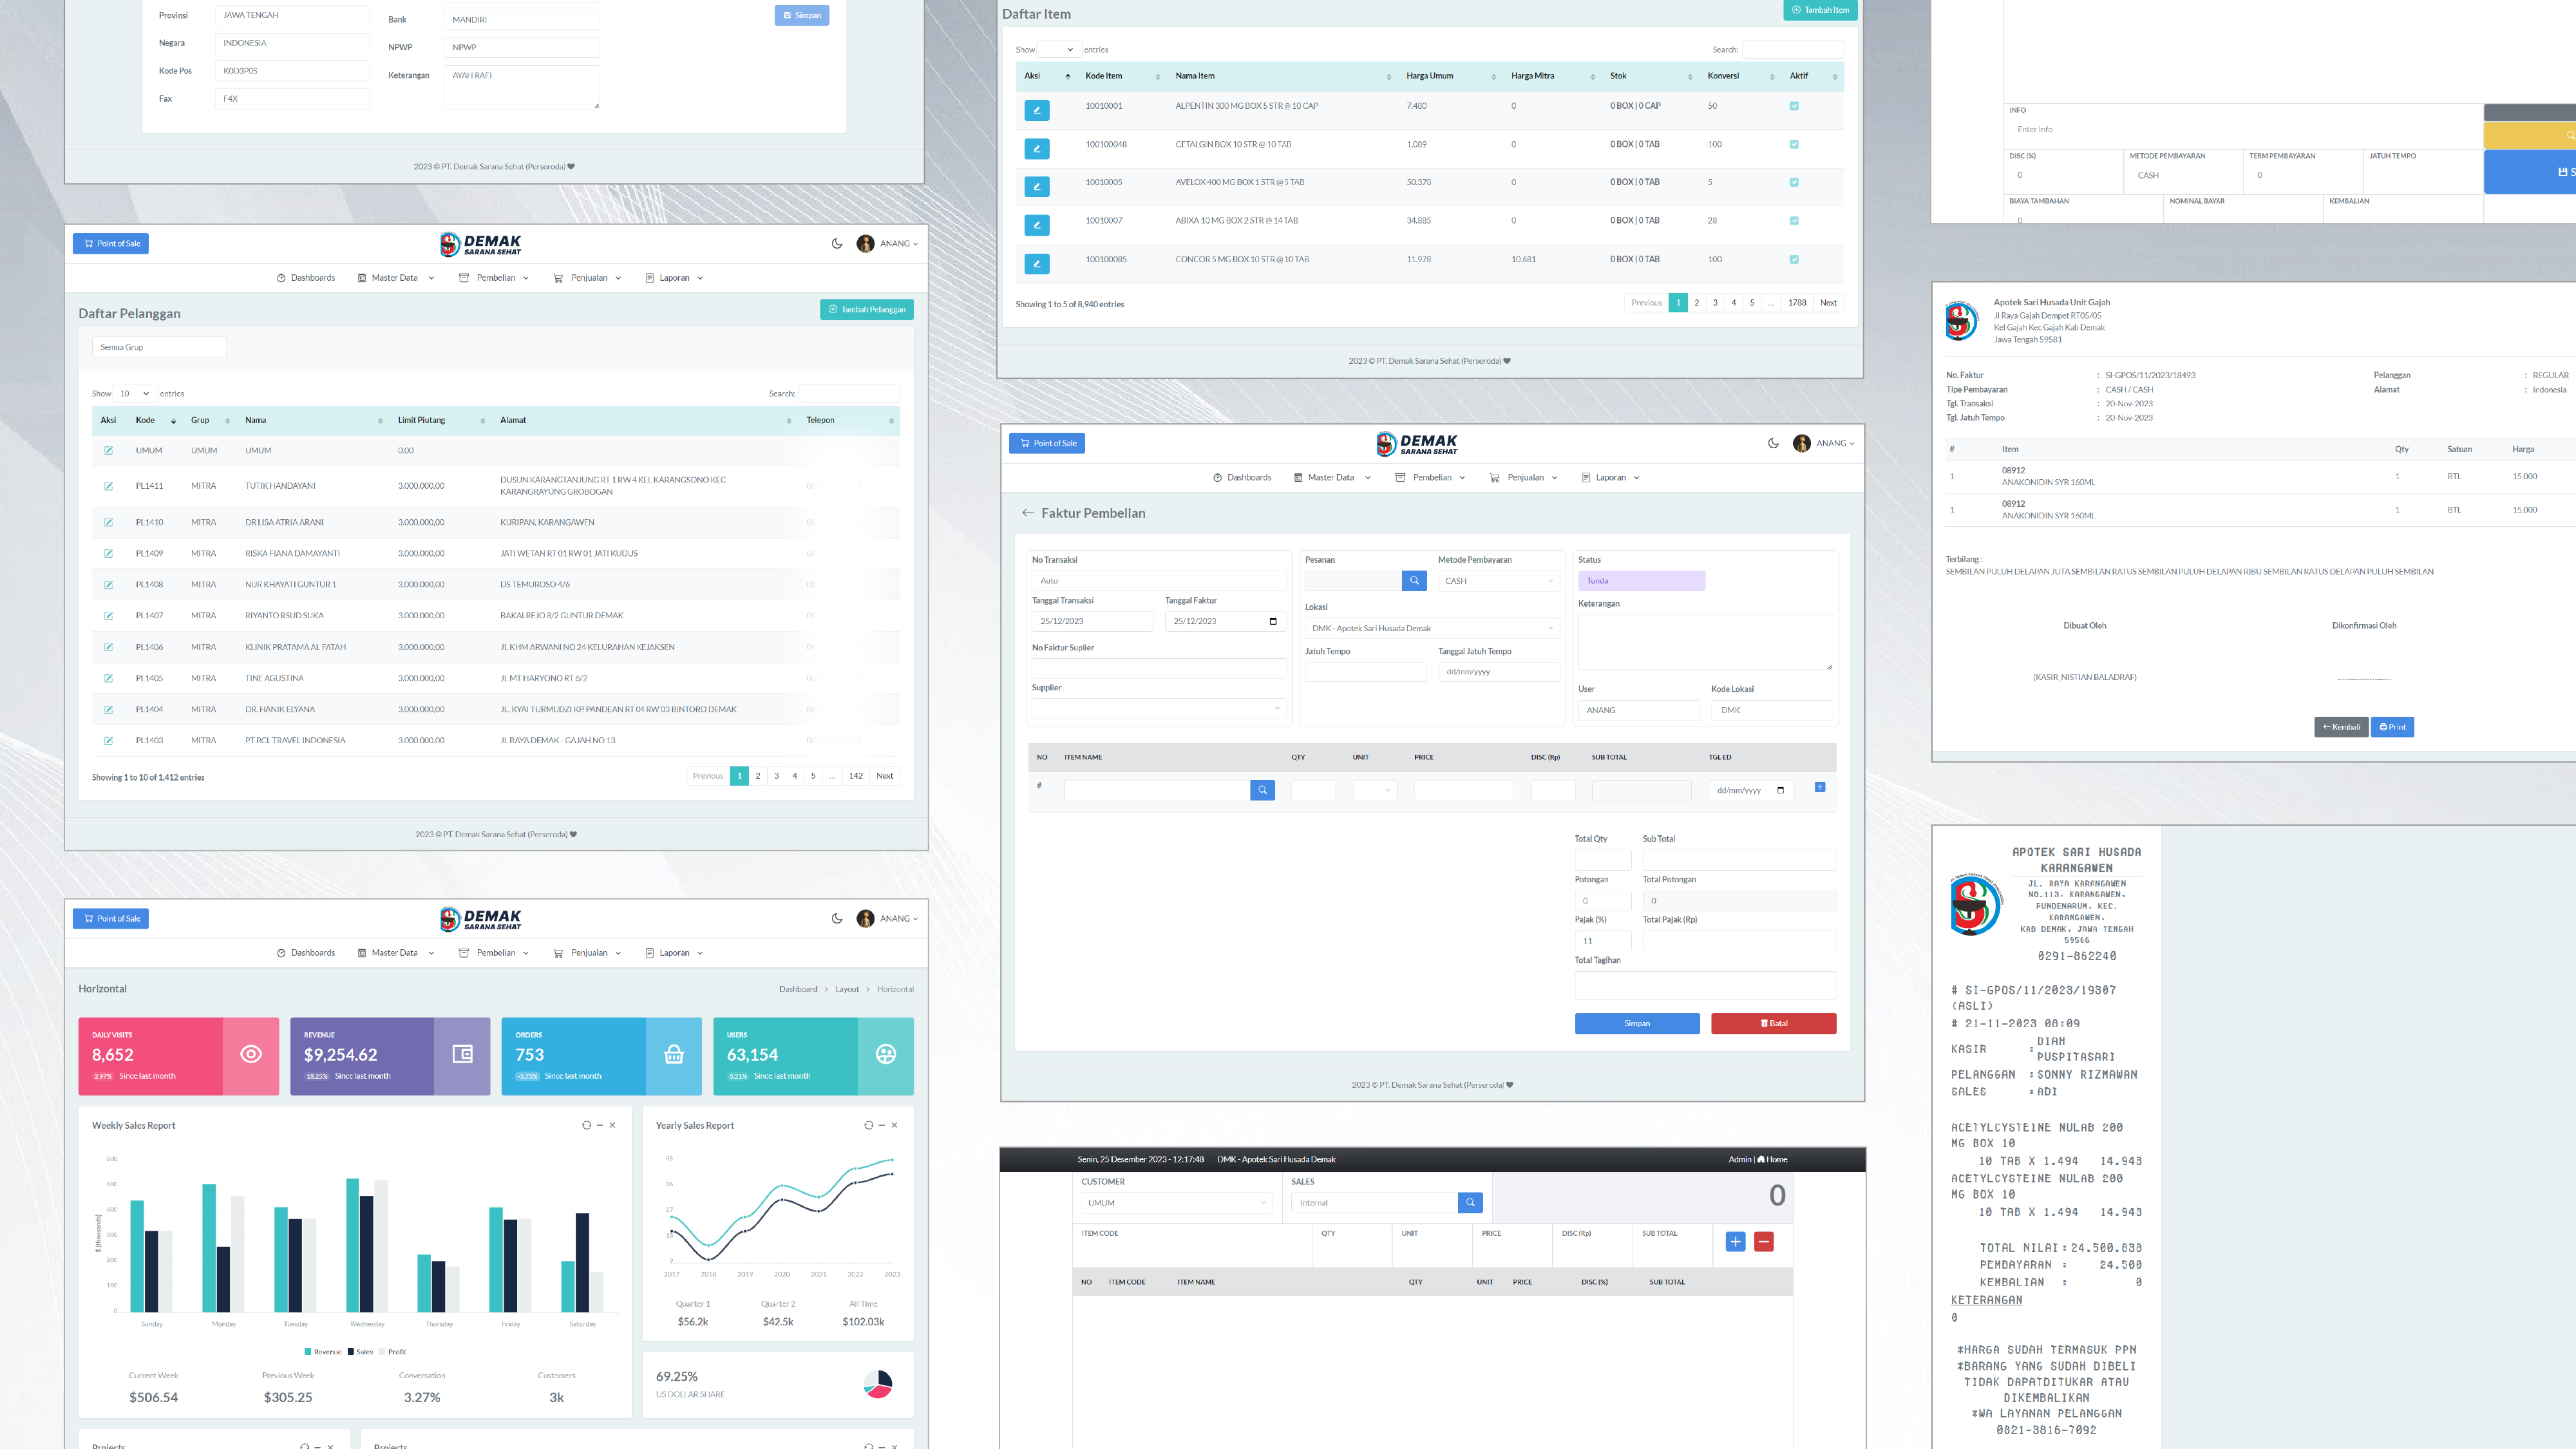 Provinsi
JAWA TENGAH
Negara
INDONESIA
Kode Pos
K0D3P0S
Fax
F4X
Bank
MANDIRI
NPWP
NPWP
Keterangan
AYAH RAFI
Simpan
2023 © PT. Demak Sarana Sehat (Perseroda)
Point of Sale
DEMAK
SARANA SEHAT
ANANG
Dashboards Master Data Pembelian Penjualan Laporan
Daftar Pelanggan
Tambah Pelanggan
Semua Grup
Show 10 entries
Search:
Aksi Kode Grup Nama Limit Piutang Alamat Telepon
UMUM UMUM UMUM 0.00
PL1411 MITRA TUTIK HANDAYANI 3.000.000,00 DUSUN KARANGTANJUNG RT 1 RW 4 KEL KARANGSONO KEC
KARANGRAYUNG GROBOGAN
PL1410 MITRA DR LISA ATRIA ARANI 3.000.000,00 KURIPAN, KARANGAWEN
PL1409 MITRA RISKA FIANA DAMAYANTI 3.000.000,00 JATI WETAN RT 01 RW 01 JATI KUDUS
PL1408 MITRA NUR KHAYATI GUNTUR 1 3.000.000,00 DS TEMUROSO 4/6
PL1407 MITRA RIYANTO RSUD SUKA 3.000.000,00 BAKALREJO 8/2 GUNTUR DEMAK
PL1406 MITRA KLINIK PRATAMA AL FATAH 3.000.000,00 JL KHM ARWANI NO 24 KELURAHAN KEJAKSEN
PL1405 MITRA TINE AGUSTINA 3.000.000,00 JL MT HARYONO RT 6/2
PL1404 MITRA DR. HANIK ELYANA 3.000.000,00 JL. KYAI TURMUDZI KP. PANDEAN RT 04 RW 03 BINTORO DEMAK
PL1403 MITRA PT RCL TRAVEL INDONESIA 3.000.000,00 JL RAYA DEMAK - GAJAH NO 13
Showing 1 to 10 of 1,412 entries
Previous 1 2 3 4 5 ... 142 Next
2023 © PT. Demak Sarana Sehat (Perseroda)
Point of Sale
DEMAK
SARANA SEHAT
ANANG
Dashboards Master Data Pembelian Penjualan Laporan
Horizontal
Dashboard > Layout > Horizontal
DAILY VISITS
8,652
2.97% Since last month
REVENUE
$9,254.62
18.25% Since last month
ORDERS
753
-5.75% Since last month
USERS
63,154
8.21% Since last month
Weekly Sales Report
$ (thousands)
600
500
400
300
200
100
0
Sunday Monday Tuesday Wednesday Thursday Friday Saturday
Revenue Sales Profit
Current Week Previous Week Conversation Customers
$506.54 $305.25 3.27% 3k
Yearly Sales Report
45
36
27
18
9
2017 2018 2019 2020 2021 2022 2023
Quarter 1 Quarter 2 All Time
$56.2k $42.5k $102.03k
69.25%
US DOLLAR SHARE
Projects
Projects
Daftar Item
Tambah Item
Show entries
Search:
Aksi Kode Item Nama Item Harga Umum Harga Mitra Stok Konversi Aktif
10010001 ALPENTIN 300 MG BOX 5 STR @ 10 CAP 7.480 0 0 BOX | 0 CAP 50
100100048 CETALGIN BOX 10 STR @ 10 TAB 1.089 0 0 BOX | 0 TAB 100
10010005 AVELOX 400 MG BOX 1 STR @ 5 TAB 50.370 0 0 BOX | 0 TAB 5
10010007 ABIXA 10 MG BOX 2 STR @ 14 TAB 34.885 0 0 BOX | 0 TAB 28
100100085 CONCOR 5 MG BOX 10 STR @ 10 TAB 11.978 10.681 0 BOX | 0 TAB 100
Showing 1 to 5 of 8,940 entries
Previous 1 2 3 4 5 ... 1788 Next
2023 © PT. Demak Sarana Sehat (Perseroda)
Point of Sale
DEMAK
SARANA SEHAT
ANANG
Dashboards Master Data Pembelian Penjualan Laporan
Faktur Pembelian
No Transaksi
Auto
Tanggal Transaksi Tanggal Faktur
25/12/2023 25/12/2023
No Faktur Suplier
Supplier
Pesanan Metode Pembayaran
CASH
Lokasi
DMK - Apotek Sari Husada Demak
Jatuh Tempo Tanggal Jatuh Tempo
dd/mm/yyyy
Status
Tunda
Keterangan
User Kode Lokasi
ANANG DMK
NO ITEM NAME QTY UNIT PRICE DISC (Rp) SUB TOTAL TGL ED
# dd/mm/yyyy
Total Qty Sub Total
Potongan Total Potongan
0 0
Pajak (%) Total Pajak (Rp)
11
Total Tagihan
Simpan Batal
2023 © PT. Demak Sarana Sehat (Perseroda)
Senin, 25 Desember 2023 - 12:17:48 DMK - Apotek Sari Husada Demak Admin | Home
CUSTOMER SALES
UMUM Internal 0
ITEM CODE QTY UNIT PRICE DISC (Rp) SUB TOTAL
NO ITEM CODE ITEM NAME QTY UNIT PRICE DISC (%) SUB TOTAL
INFO
Enter Info
DISC (%) METODE PEMBAYARAN TERM PEMBAYARAN JATUH TEMPO
0 CASH 0
S
BIAYA TAMBAHAN NOMINAL BAYAR KEMBALIAN
0
Apotek Sari Husada Unit Gajah
Jl Raya Gajah Dempet RT05/05
Kel Gajah Kec Gajah Kab Demak
Jawa Tengah 59581
No. Faktur : SI-GPOS/11/2023/18493 Pelanggan : REGULAR
Tipe Pembayaran : CASH / CASH Alamat : Indonesia
Tgl. Transaksi : 20-Nov-2023
Tgl. Jatuh Tempo : 20-Nov-2023
# Item Qty Satuan Harga
1 08912
ANAKONIDIN SYR 160ML 1 BTL 15.000
1 08912
ANAKONIDIN SYR 160ML 1 BTL 15.000
Terbilang :
SEMBILAN PULUH DELAPAN JUTA SEMBILAN RATUS SEMBILAN PULUH DELAPAN RIBU SEMBILAN RATUS DELAPAN PULUH SEMBILAN
Dibuat Oleh Dikonfirmasi Oleh
(KASIR_NISTIAN BALADRAF)
Kembali Print
APOTEK SARI HUSADA
KARANGAWEN
JL. RAYA KARANGAWEN
NO.113, KARANGAWEN,
PUNDENARUM, KEC.
KARANGAWEN,
KAB DEMAK, JAWA TENGAH
59566
0291-862240
# SI-GPOS/11/2023/19307
(ASLI)
# 21-11-2023 08:09
KASIR : DIAH
PUSPITASARI
PELANGGAN : SONNY RIZMAWAN
SALES : ADI
ACETYLCYSTEINE NULAB 200
MG BOX 10
10 TAB X 1.494 14.943
ACETYLCYSTEINE NULAB 200
MG BOX 10
10 TAB X 1.494 14.943
TOTAL NILAI : 24.500.838
PEMBAYARAN : 24.500
KEMBALIAN : 0
KETERANGAN
0
*HARGA SUDAH TERMASUK PPN
*BARANG YANG SUDAH DIBELI
TIDAK DAPATDITUKAR ATAU
DIKEMBALIKAN
*WA LAYANAN PELANGGAN
0821-3816-7092